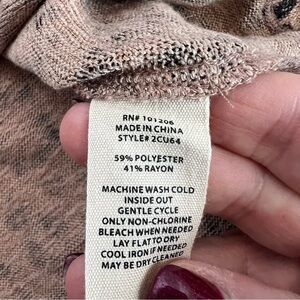 RN# 101206
MADE IN CHINA
STYLE# 2CU64
59% POLYESTER
41% RAYON
MACHINE WASH COLD
INSIDE OUT
GENTLE CYCLE
ONLY NON-CHLORINE
BLEACH WHEN NEEDED
LAY FLAT TO DRY
COOL IRON IF NEEDED
MAY BE DRY CLEANED